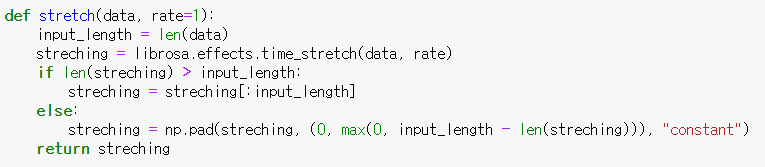 def stretch(data, rate=1):
    input_length = len(data)
    streching = librosa.effects.time_stretch(data, rate)
    if len(streching) > input_length:
        streching = streching[:input_length]
    else:
        streching = np.pad(streching, (0, max(0, input_length - len(streching))), "constant")
    return streching